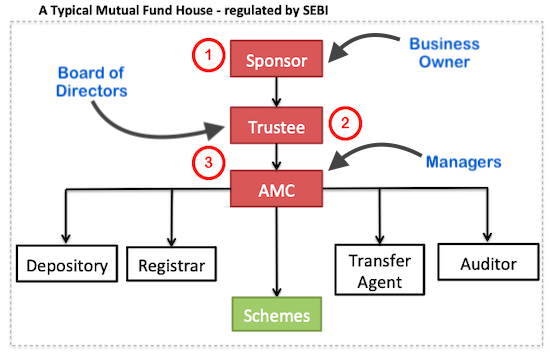 A Typical Mutual Fund House - regulated by SEBI
1
Sponsor
Business
Owner
Board of
Directors
Trustee
2
3
Managers
AMC
Depository
Registrar
Transfer
Agent
Auditor
Schemes